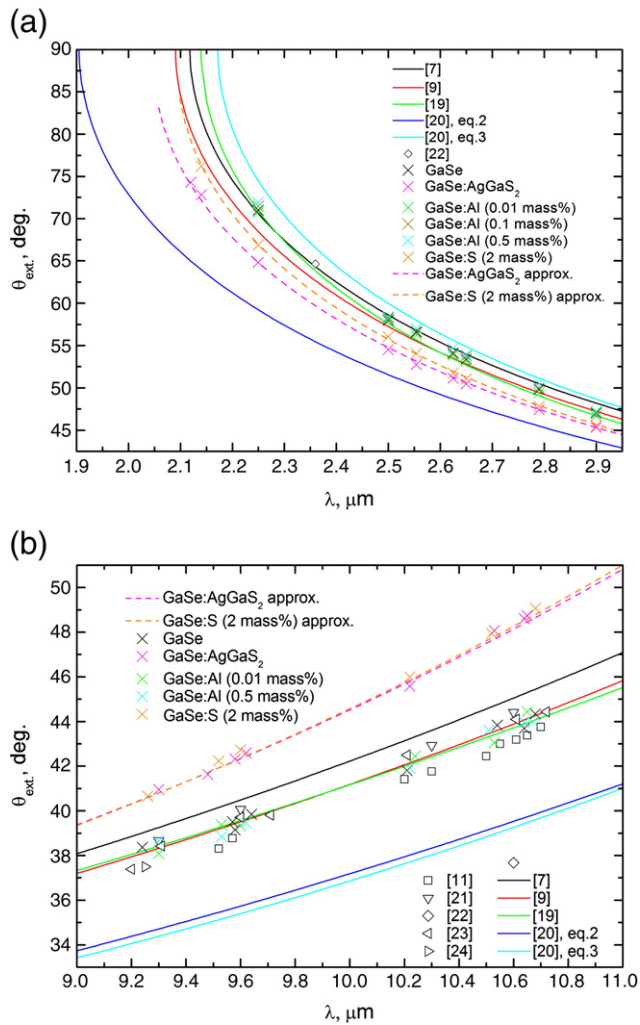 (a)
90
85
80
75
70
65
60
55
50
45
θext., deg.
[7]
[9]
[19]
[20], eq.2
[20], eq.3
[22]
GaSe
GaSe:AgGaS2
GaSe:Al (0.01 mass%)
GaSe:Al (0.1 mass%)
GaSe:Al (0.5 mass%)
GaSe:S (2 mass%)
GaSe:AgGaS2 approx.
GaSe:S (2 mass%) approx.
1.9 2.0 2.1 2.2 2.3 2.4 2.5 2.6 2.7 2.8 2.9
λ, μm
(b)
50
48
46
44
42
40
38
36
34
θext., deg.
GaSe:AgGaS2 approx.
GaSe:S (2 mass%) approx.
GaSe
GaSe:AgGaS2
GaSe:Al (0.01 mass%)
GaSe:Al (0.5 mass%)
GaSe:S (2 mass%)
[11] [7]
[21] [9]
[22] [19]
[23] [20], eq.2
[24] [20], eq.3
9.0 9.2 9.4 9.6 9.8 10.0 10.2 10.4 10.6 10.8 11.0
λ, μm